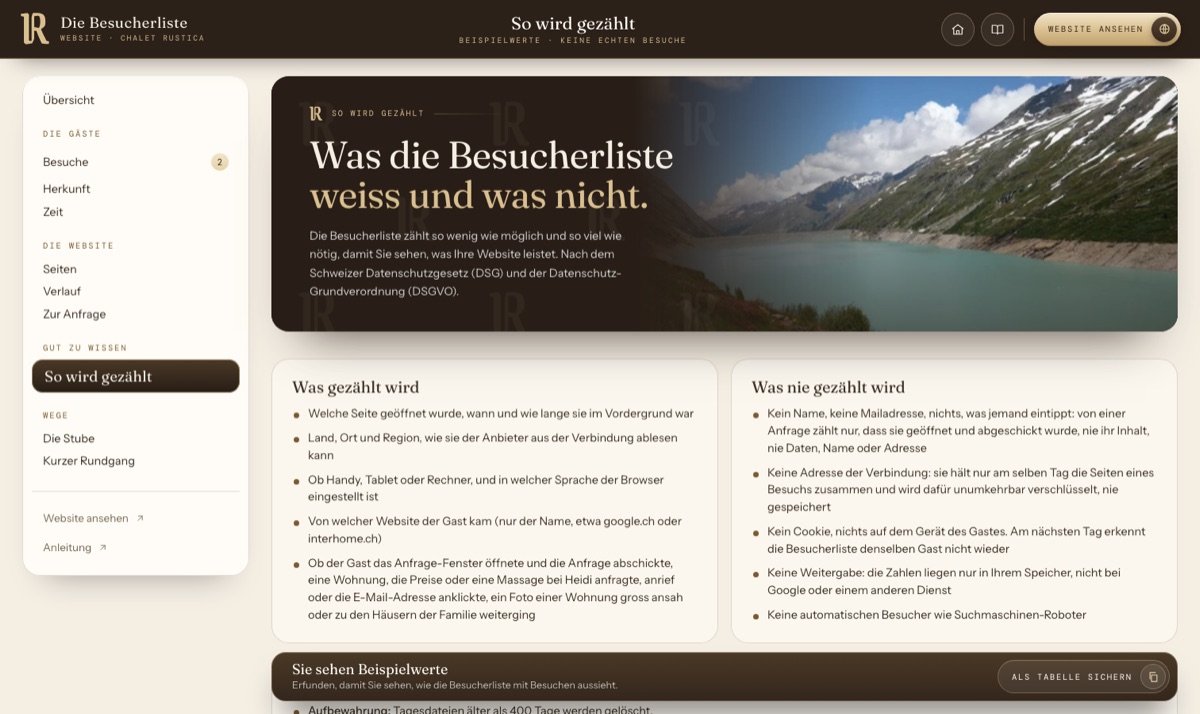 Die Besucherliste
WEBSITE · CHALET RUSTICA
So wird gezählt
BEISPIELWERTE · KEINE ECHTEN BESUCHE
WEBSITE ANSEHEN
Übersicht
DIE GÄSTE
Besuche 2
Herkunft
Zeit
DIE WEBSITE
Seiten
Verlauf
Zur Anfrage
GUT ZU WISSEN
So wird gezählt
WEGE
Die Stube
Kurzer Rundgang
Website ansehen ↗
Anleitung ↗
SO WIRD GEZÄHLT
Was die Besucherliste
weiss und was nicht.
Die Besucherliste zählt so wenig wie möglich und so viel wie
nötig, damit Sie sehen, was Ihre Website leistet. Nach dem
Schweizer Datenschutzgesetz (DSG) und der Datenschutz-
Grundverordnung (DSGVO).
Was gezählt wird
Welche Seite geöffnet wurde, wann und wie lange sie im Vordergrund war
Land, Ort und Region, wie sie der Anbieter aus der Verbindung ablesen
kann
Ob Handy, Tablet oder Rechner, und in welcher Sprache der Browser
eingestellt ist
Von welcher Website der Gast kam (nur der Name, etwa google.ch oder
interhome.ch)
Ob der Gast das Anfrage-Fenster öffnete und die Anfrage abschickte,
eine Wohnung, die Preise oder eine Massage bei Heidi anfragte, anrief
oder die E-Mail-Adresse anklickte, ein Foto einer Wohnung gross ansah
oder zu den Häusern der Familie weiterging
Was nie gezählt wird
Kein Name, keine Mailadresse, nichts, was jemand eintippt: von einer
Anfrage zählt nur, dass sie geöffnet und abgeschickt wurde, nie ihr Inhalt,
nie Daten, Name oder Adresse
Keine Adresse der Verbindung: sie hält nur am selben Tag die Seiten eines
Besuchs zusammen und wird dafür unumkehrbar verschlüsselt, nie
gespeichert
Kein Cookie, nichts auf dem Gerät des Gastes. Am nächsten Tag erkennt
die Besucherliste denselben Gast nicht wieder
Keine Weitergabe: die Zahlen liegen nur in Ihrem Speicher, nicht bei
Google oder einem anderen Dienst
Keine automatischen Besucher wie Suchmaschinen-Roboter
Sie sehen Beispielwerte
Erfunden, damit Sie sehen, wie die Besucherliste mit Besuchen aussieht.
ALS TABELLE SICHERN
Aufbewahrung: Tagesdateien älter als 400 Tage werden gelöscht.